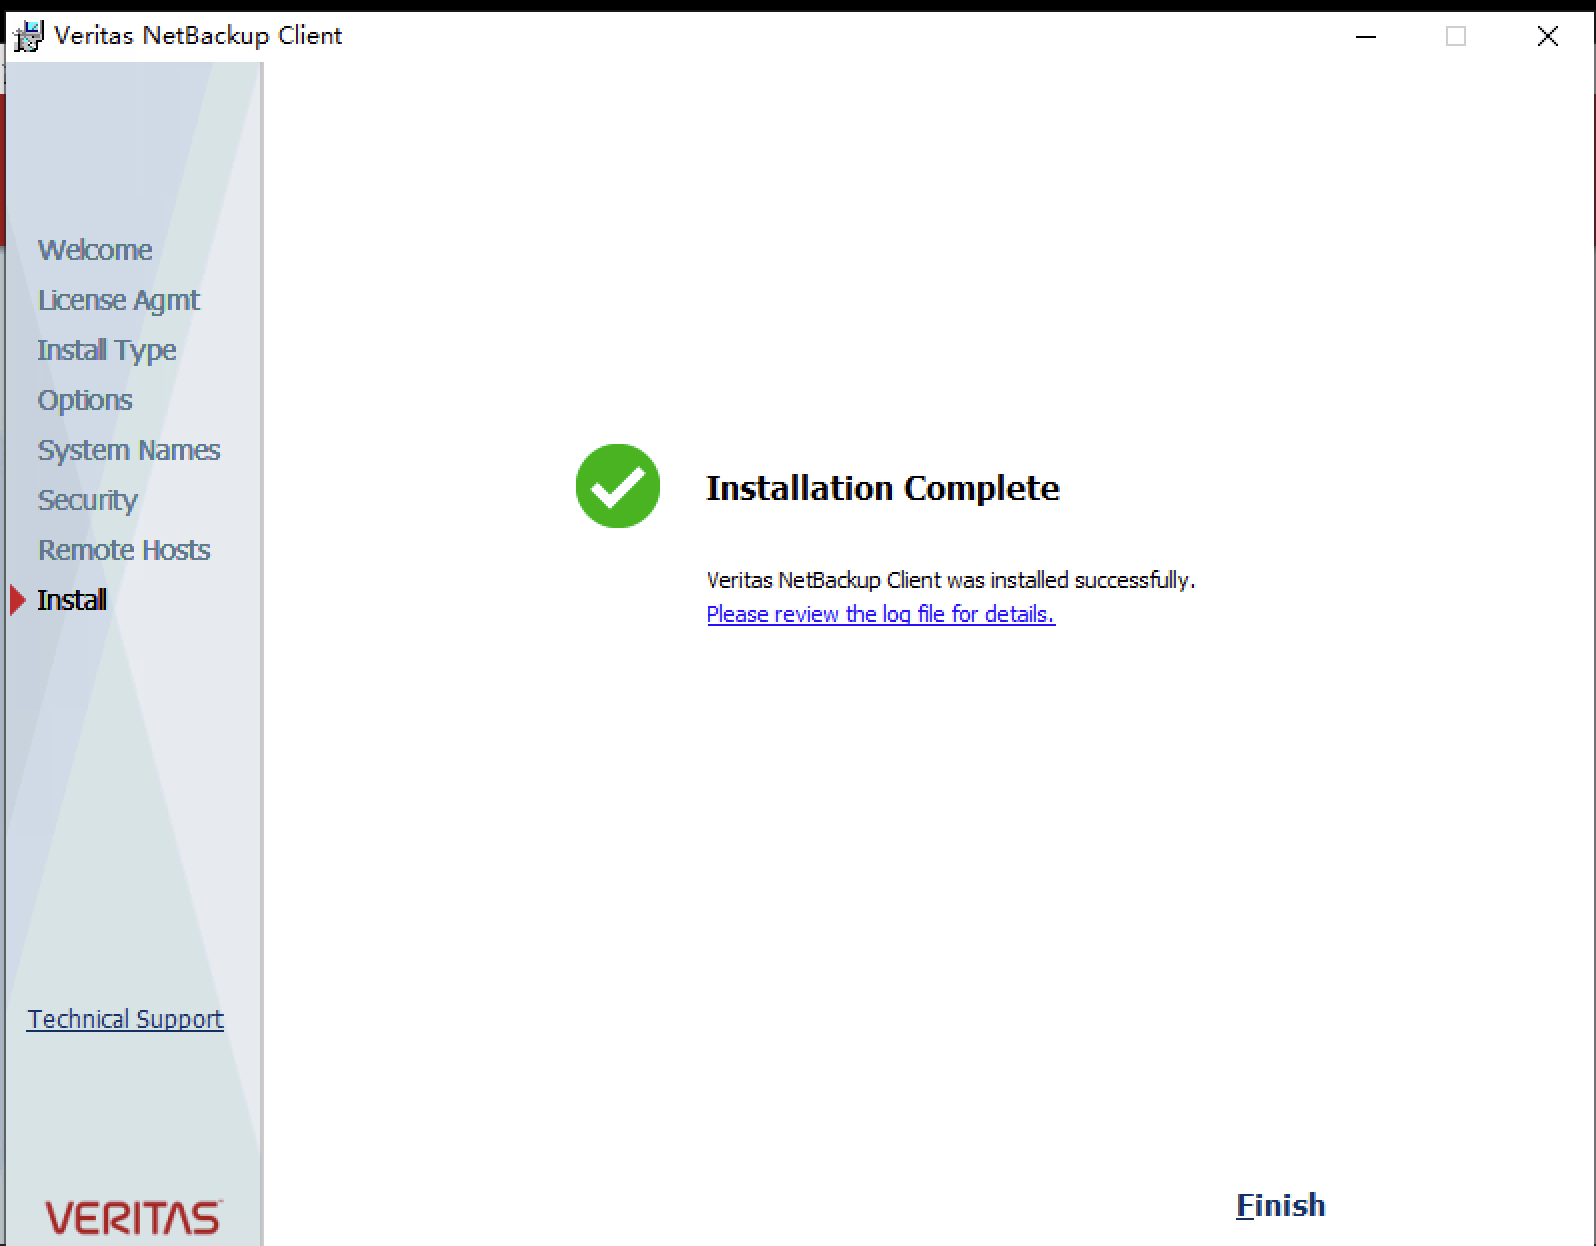 Veritas NetBackup Client
Welcome
License Agmt
Install Type
Options
System Names
Security
Remote Hosts
Install
Installation Complete
Veritas NetBackup Client was installed successfully.
Please review the log file for details.
Technical Support
VERITAS
Finish